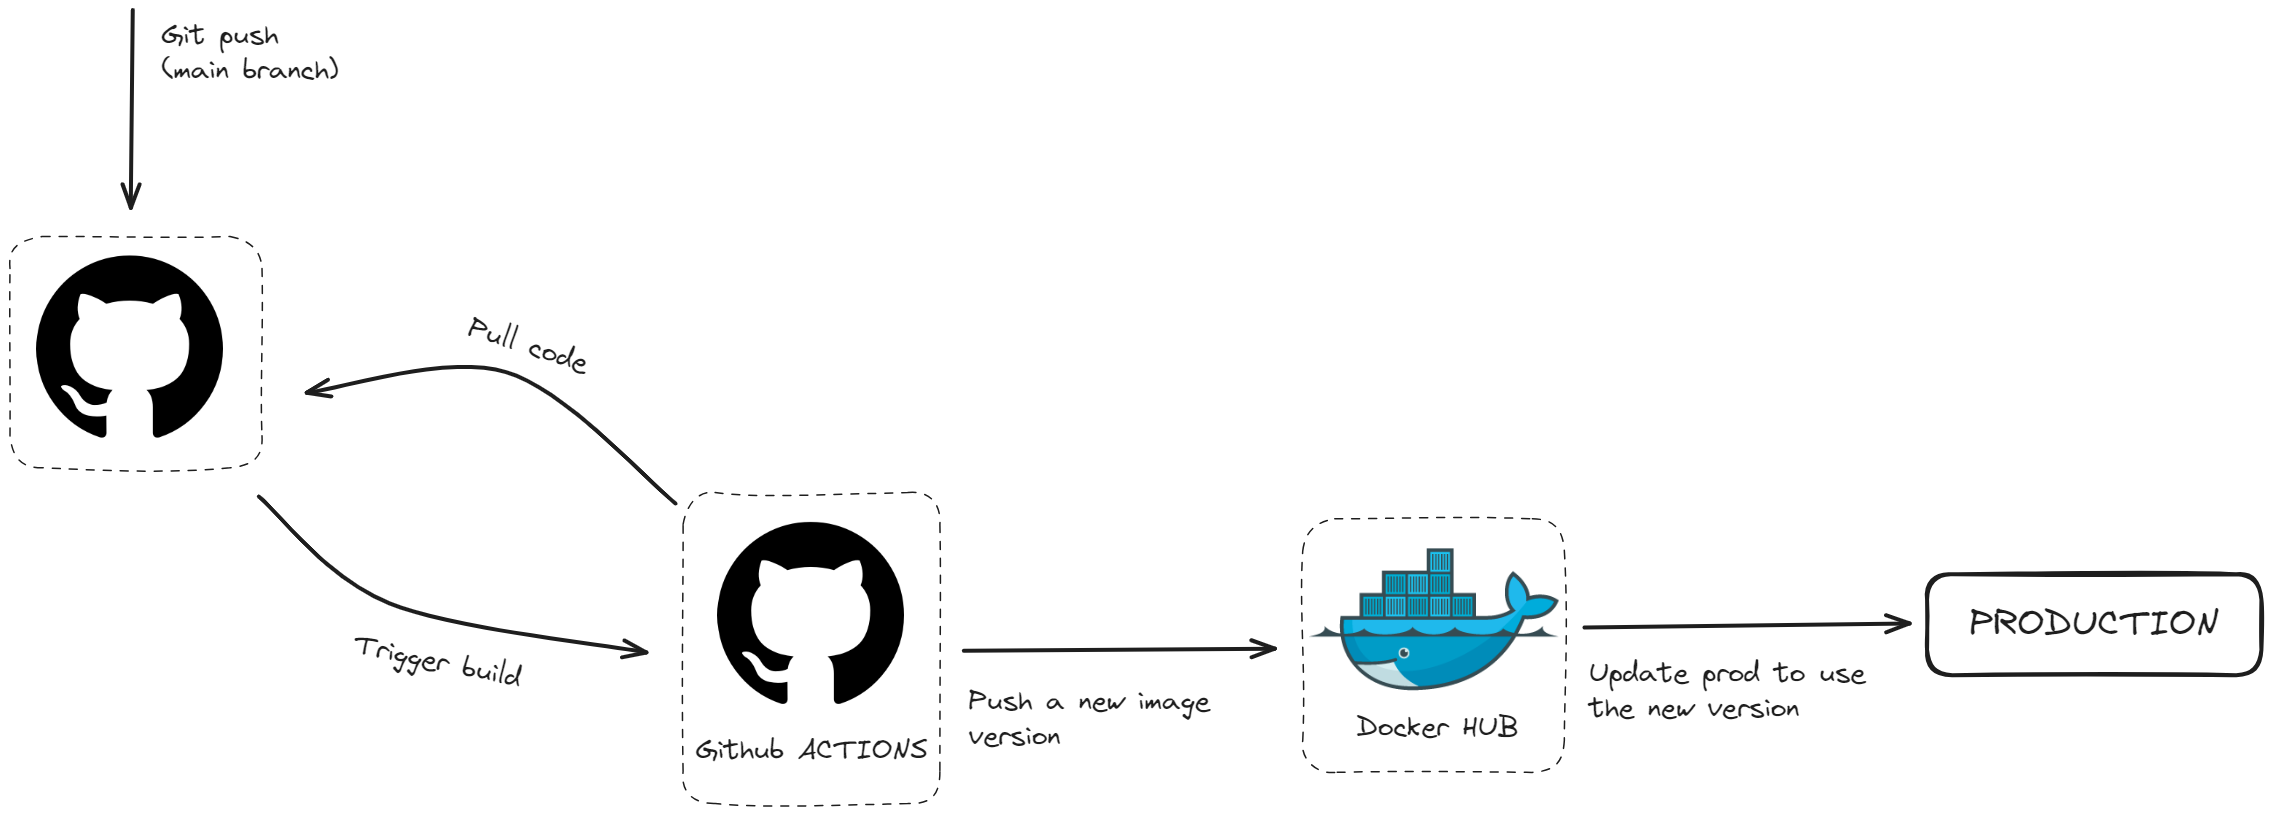 Git push
(main branch)
Pull code
Trigger build
Github ACTIONS
Push a new image
version
Docker HUB
Update prod to use
the new version
PRODUCTION